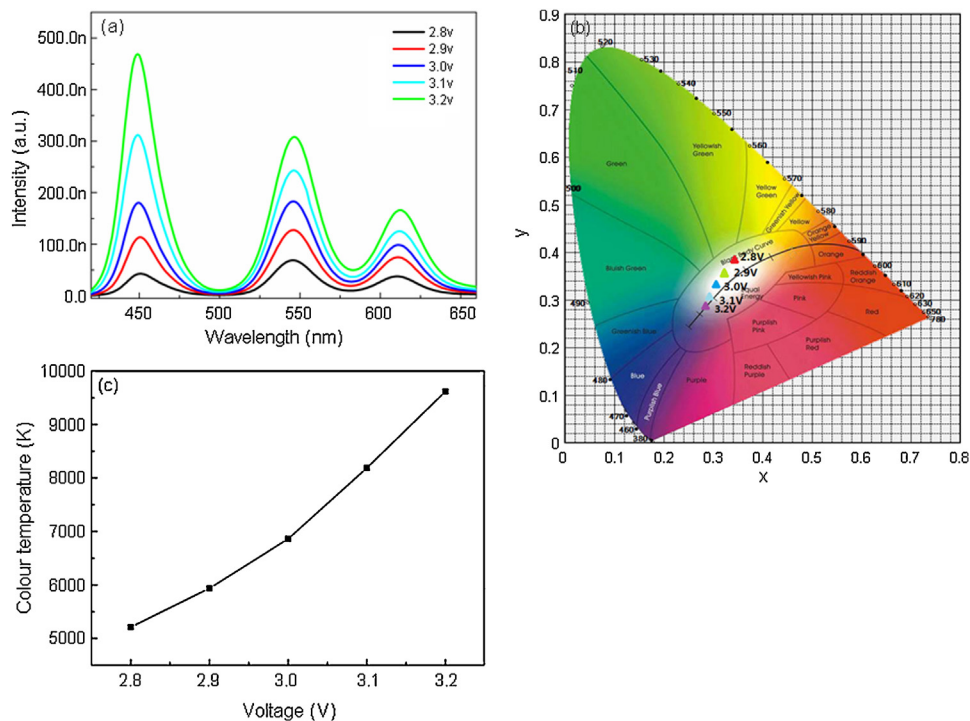 (a)
500.0n
400.0n
300.0n
200.0n
100.0n
0.0
Intensity (a.u.)
450 500 550 600 650
Wavelength (nm)
2.8v
2.9v
3.0v
3.1v
3.2v
(b)
0.9
0.8
0.7
0.6
0.5
0.4
0.3
0.2
0.1
0
y
0 0.1 0.2 0.3 0.4 0.5 0.6 0.7 0.8
x
520
530
510
540
550
560
500
570
580
590
600
610
620
630
650
780
490
480
470
460
380
Green
Yellowish
Green
Yellow
Green
Greenish Yellow
Yellow
Orange
Yellow
Orange
Curve
2.8V
2.9V
3.0V
3.1V
3.2V
Energy
Bluish Green
Yellowish Pink
Reddish
Orange
Pink
Red
Greenish Blue
Purplish
Pink
Purplish
Red
Blue
Purplish Blue
Purple
Reddish
Purple
(c)
10000
9000
8000
7000
6000
5000
Colour temperature (K)
2.8 2.9 3.0 3.1 3.2
Voltage (V)